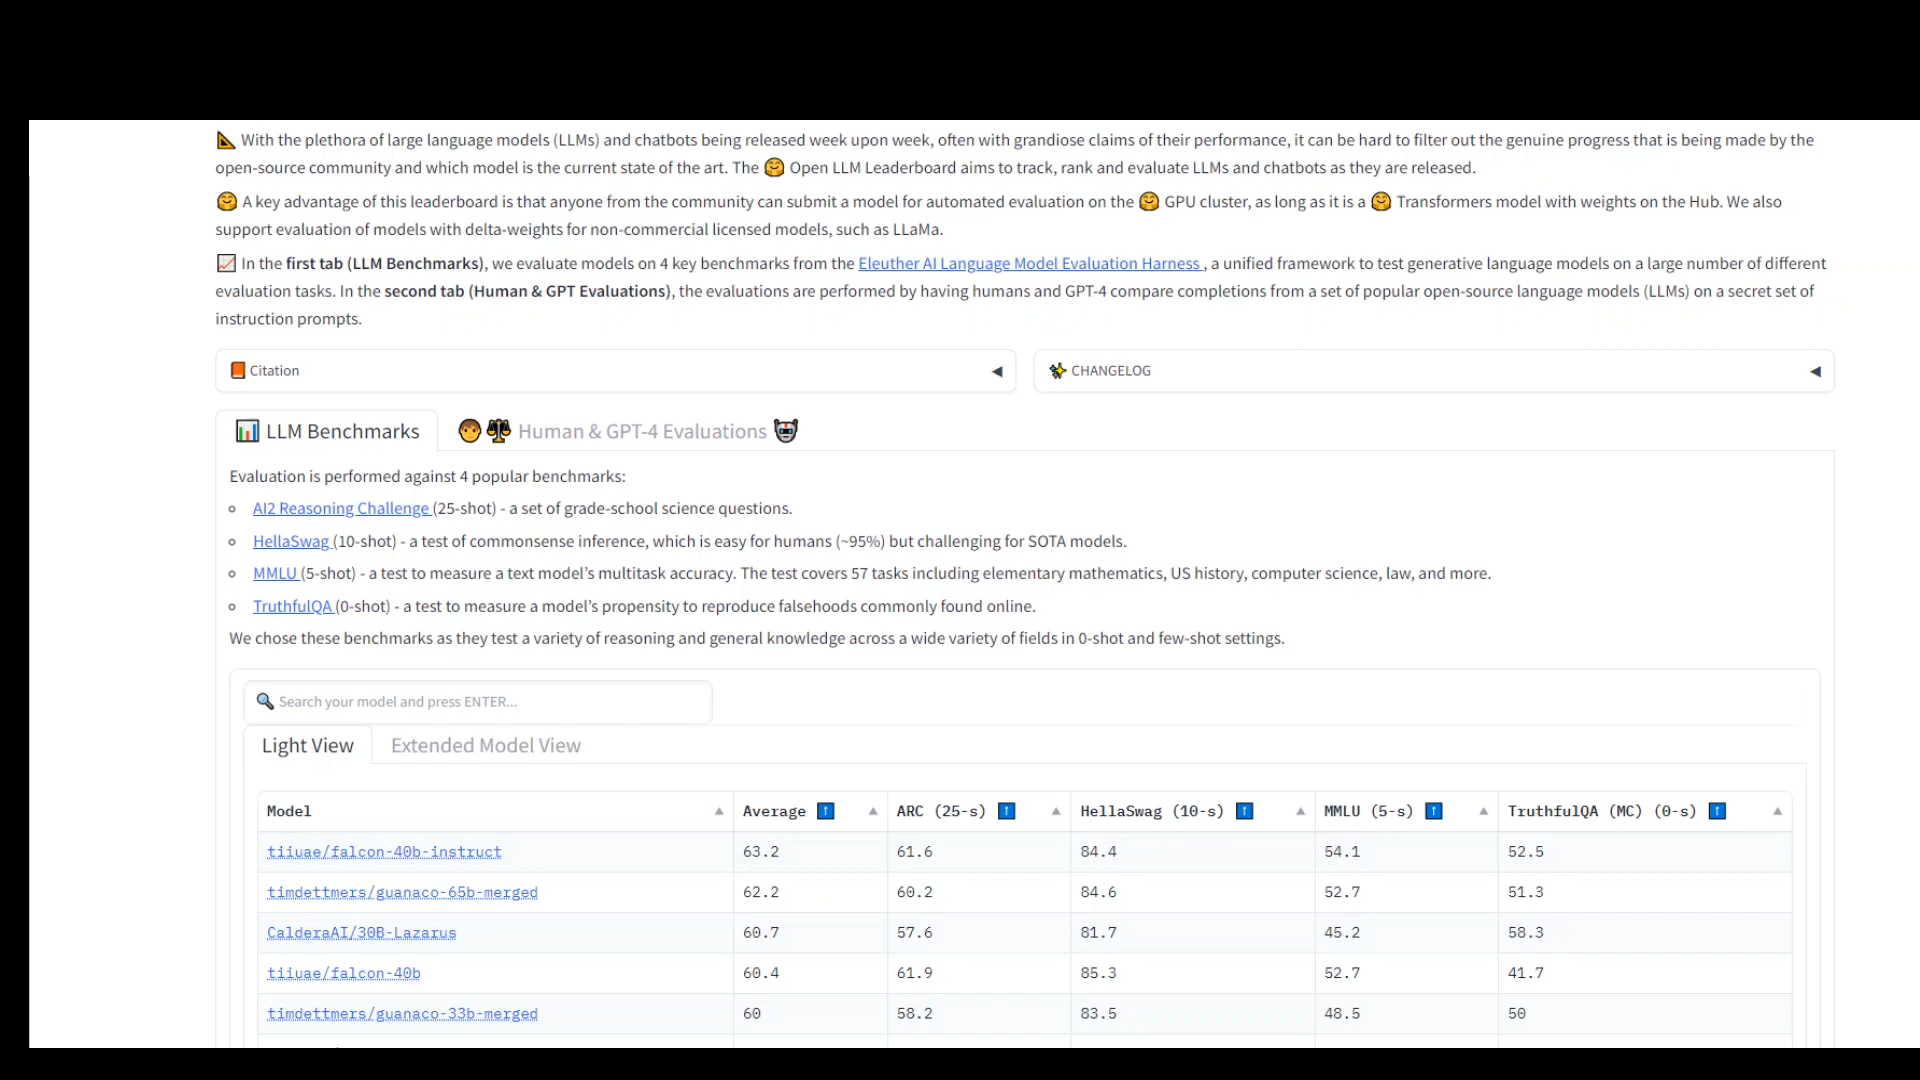 📐 With the plethora of large language models (LLMs) and chatbots being released week upon week, often with grandiose claims of their performance, it can be hard to filter out the genuine progress that is being made by the
open-source community and which model is the current state of the art. The 🤗 Open LLM Leaderboard aims to track, rank and evaluate LLMs and chatbots as they are released.
🤗 A key advantage of this leaderboard is that anyone from the community can submit a model for automated evaluation on the 🤗 GPU cluster, as long as it is a 🤗 Transformers model with weights on the Hub. We also
support evaluation of models with delta-weights for non-commercial licensed models, such as LLaMa.
📈 In the first tab (LLM Benchmarks), we evaluate models on 4 key benchmarks from the Eleuther AI Language Model Evaluation Harness , a unified framework to test generative language models on a large number of different
evaluation tasks. In the second tab (Human & GPT Evaluations), the evaluations are performed by having humans and GPT-4 compare completions from a set of popular open-source language models (LLMs) on a secret set of
instruction prompts.
📙 Citation ◀ ✨ CHANGELOG ◀
📊 LLM Benchmarks 🧑⚖️ Human & GPT-4 Evaluations 🤖
Evaluation is performed against 4 popular benchmarks:
AI2 Reasoning Challenge (25-shot) - a set of grade-school science questions.
HellaSwag (10-shot) - a test of commonsense inference, which is easy for humans (~95%) but challenging for SOTA models.
MMLU (5-shot) - a test to measure a text model's multitask accuracy. The test covers 57 tasks including elementary mathematics, US history, computer science, law, and more.
TruthfulQA (0-shot) - a test to measure a model's propensity to reproduce falsehoods commonly found online.
We chose these benchmarks as they test a variety of reasoning and general knowledge across a wide variety of fields in 0-shot and few-shot settings.
🔍 Search your model and press ENTER...
Light View Extended Model View
Model Average ⬆️ ARC (25-s) ⬆️ HellaSwag (10-s) ⬆️ MMLU (5-s) ⬆️ TruthfulQA (MC) (0-s) ⬆️
tiiuae/falcon-40b-instruct 63.2 61.6 84.4 54.1 52.5
timdettmers/guanaco-65b-merged 62.2 60.2 84.6 52.7 51.3
CalderaAI/30B-Lazarus 60.7 57.6 81.7 45.2 58.3
tiiuae/falcon-40b 60.4 61.9 85.3 52.7 41.7
timdettmers/guanaco-33b-merged 60 58.2 83.5 48.5 50